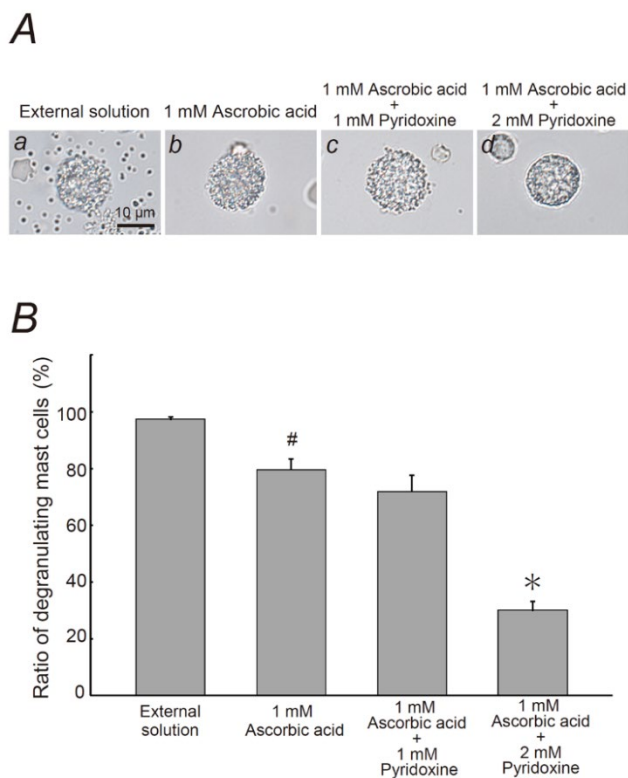 A
External solution
1 mM Ascrobic acid
1 mM Ascrobic acid
+
1 mM Pyridoxine
1 mM Ascrobic acid
+
2 mM Pyridoxine
a
b
c
d
10 µm
B
Ratio of degranulating mast cells (%)
100
80
60
40
20
0
#
*
External
solution
1 mM
Ascorbic acid
1 mM
Ascorbic acid
+
1 mM
Pyridoxine
1 mM
Ascorbic acid
+
2 mM
Pyridoxine